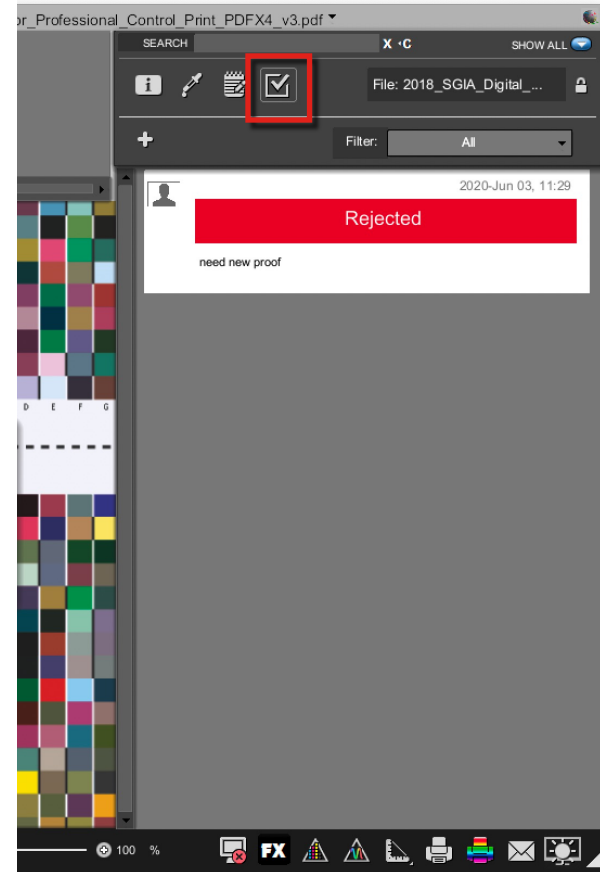 or_Professional_Control_Print_PDFX4_v3.pdf
SEARCH X C SHOW ALL
i File: 2018_SGIA_Digital_...
Filter: All
2020-Jun 03, 11:29
Rejected
need new proof
D E F G
100 % FX